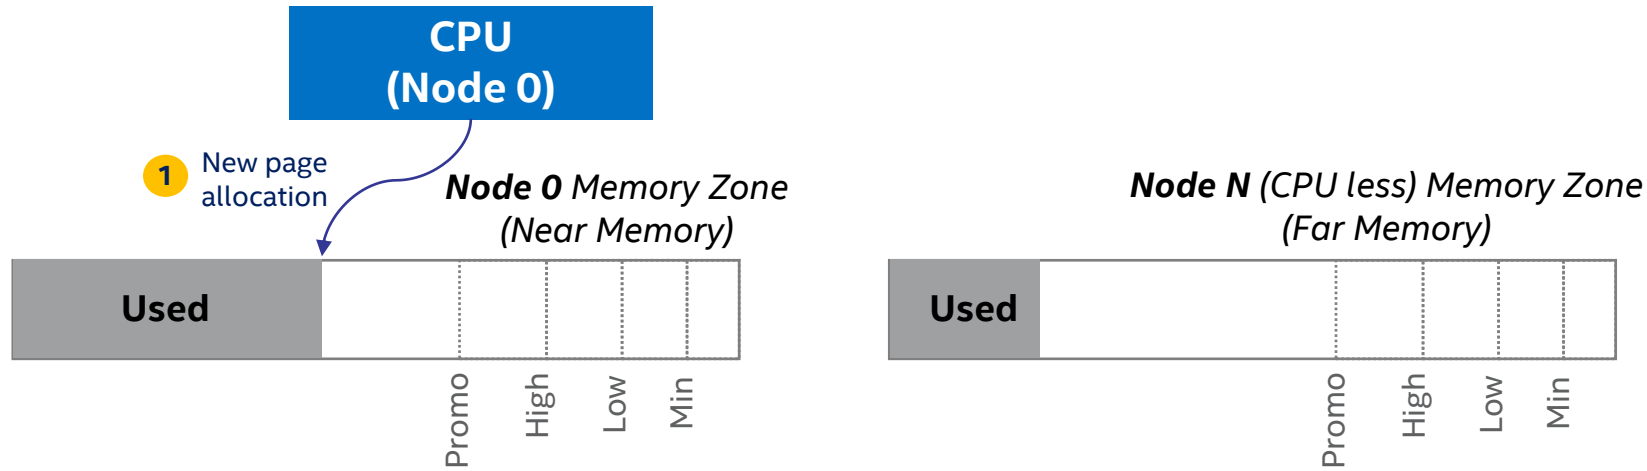 CPU
(Node 0)
1
New page
allocation
Node 0 Memory Zone
(Near Memory)
Node N (CPU less) Memory Zone
(Far Memory)
Used
Used
Promo
High
Low
Min
Promo
High
Low
Min